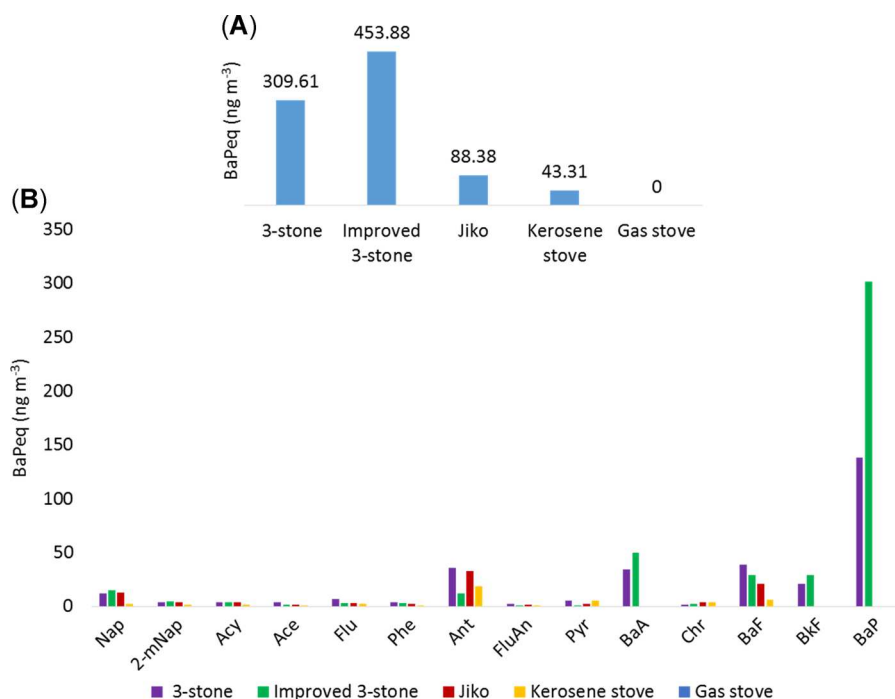 (A)
BaPeq (ng m-3)
309.61
453.88
88.38
43.31
0
3-stone
Improved
3-stone
Jiko
Kerosene
stove
Gas stove
(B)
BaPeq (ng m-3)
350
300
250
200
150
100
50
0
Nap
2-mNap
Acy
Ace
Flu
Phe
Ant
FluAn
Pyr
BaA
Chr
BaF
BkF
BaP
3-stone
Improved 3-stone
Jiko
Kerosene stove
Gas stove